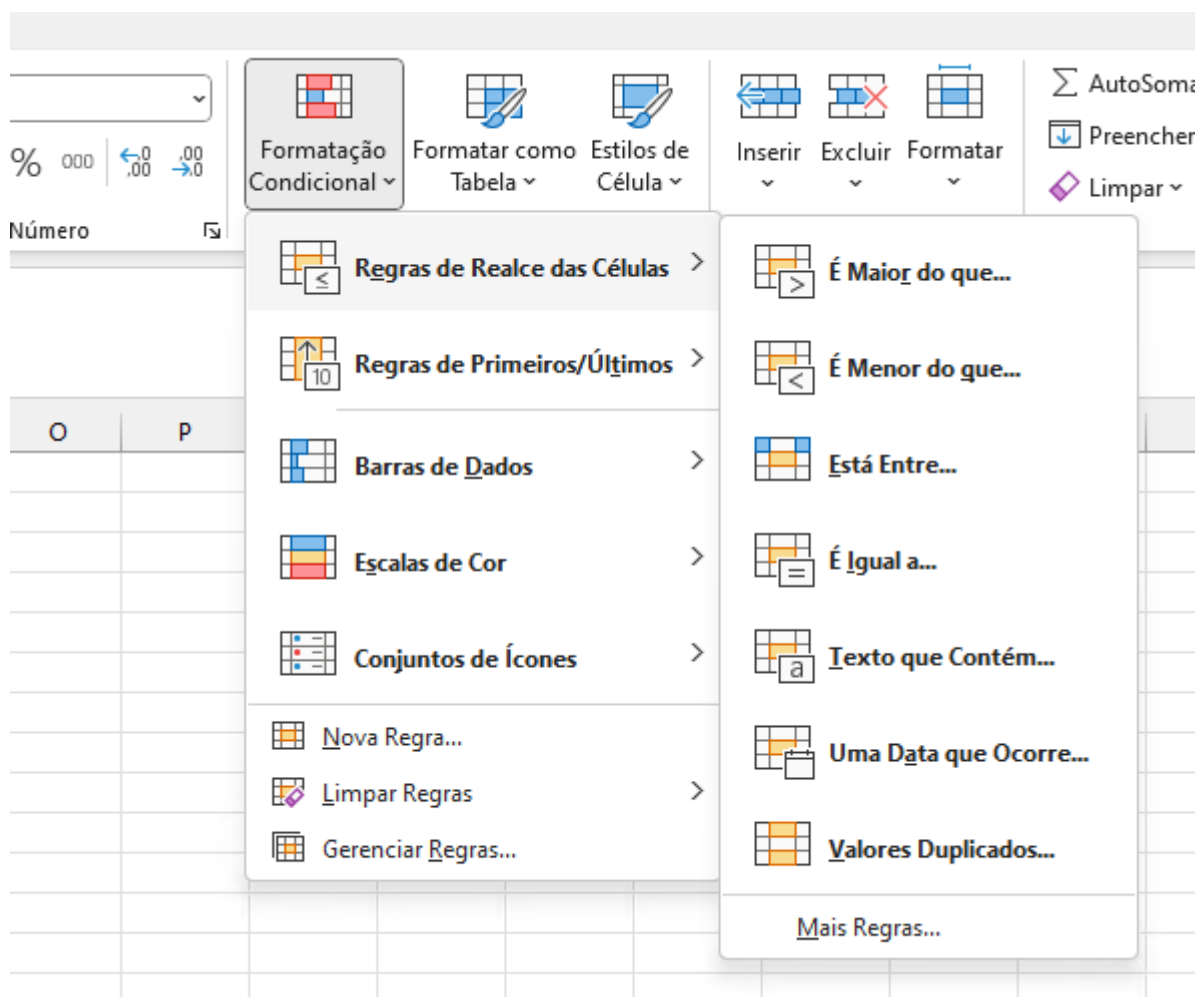 AutoSoma
% 000 ←0 ,00 ,00 →,0
Formatação Formatar como Estilos de Inserir Excluir Formatar Preencher
Condicional Tabela Célula Limpar
Número
Regras de Realce das Células
Regras de Primeiros/Últimos
Barras de Dados
Escalas de Cor
Conjuntos de Ícones
Nova Regra...
Limpar Regras
Gerenciar Regras...
É Maior do que...
É Menor do que...
Está Entre...
É Igual a...
Texto que Contém...
Uma Data que Ocorre...
Valores Duplicados...
Mais Regras...
≤
10
>
<
=
a
O P